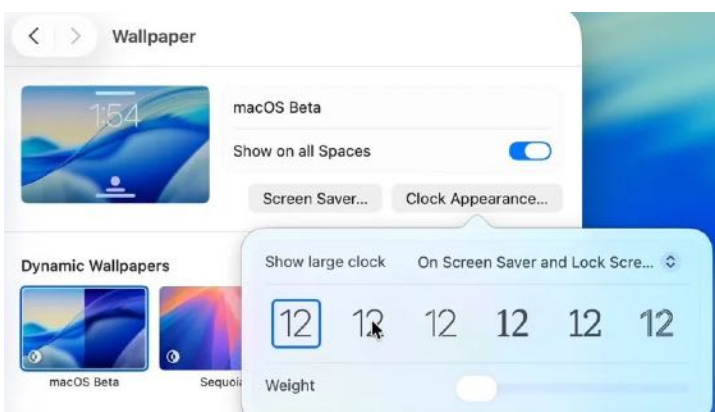 Wallpaper
1:54
macOS Beta
Show on all Spaces
Screen Saver... Clock Appearance...
Dynamic Wallpapers
Show large clock On Screen Saver and Lock Scre...
12 12 12 12 12 12
macOS Beta Sequoia
Weight